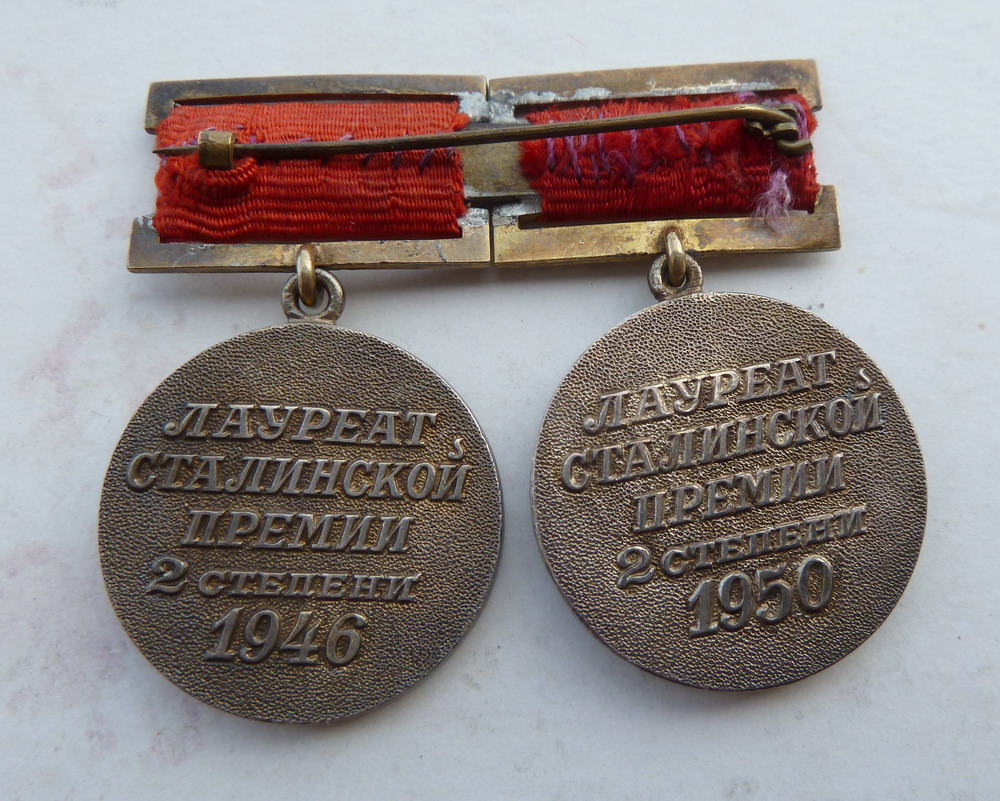 ЛАУРЕАТ
СТАЛИНСКОЙ
ПРЕМИИ
2 СТЕПЕНИ
1946
ЛАУРЕАТ
СТАЛИНСКОЙ
ПРЕМИИ
2 СТЕПЕНИ
1950